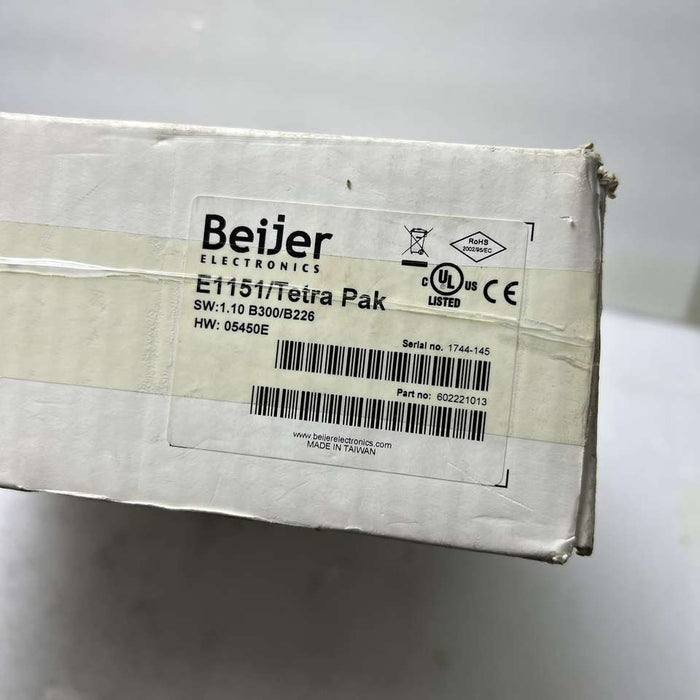 Beijer
ELECTRONICS
RoHS
2002/95/EC
E1151/Tetra Pak
SW:1.10 B300/B226
HW: 05450E
C UL US
LISTED
CE
Serial no. 1744-145
Part no: 602221013
www.beijerelectronics.com
MADE IN TAIWAN